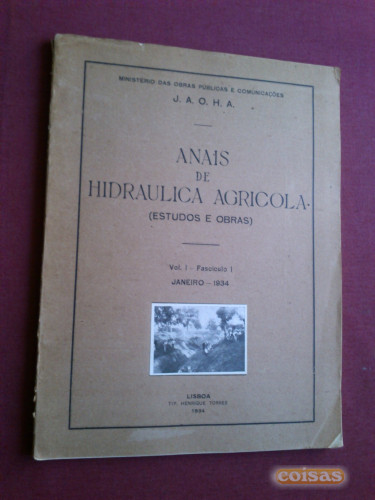 MINISTÉRIO DAS OBRAS PÚBLICAS E COMUNICAÇÕES
J. A. O. H. A.
ANAIS
DE
HIDRAULICA AGRICOLA
(ESTUDOS E OBRAS)
Vol. I - Fasciculo I
JANEIRO - 1934
LISBOA
TIP. HENRIQUE TORRES
1934
coisas